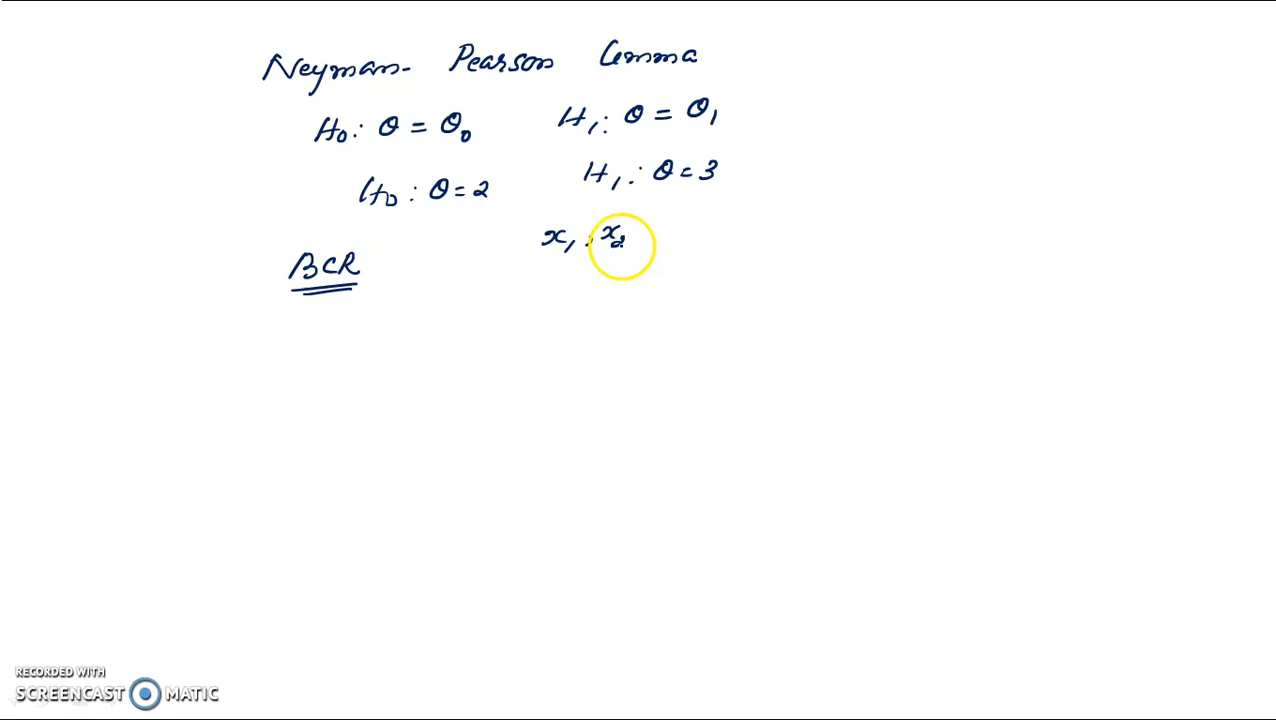 Neyman- Pearson Lemma
H₀: θ = θ₀ H₁: θ = θ₁
H₀: θ = 2 H₁: θ = 3
x₁, x₂
BCR
RECORDED WITH
SCREENCAST MATIC